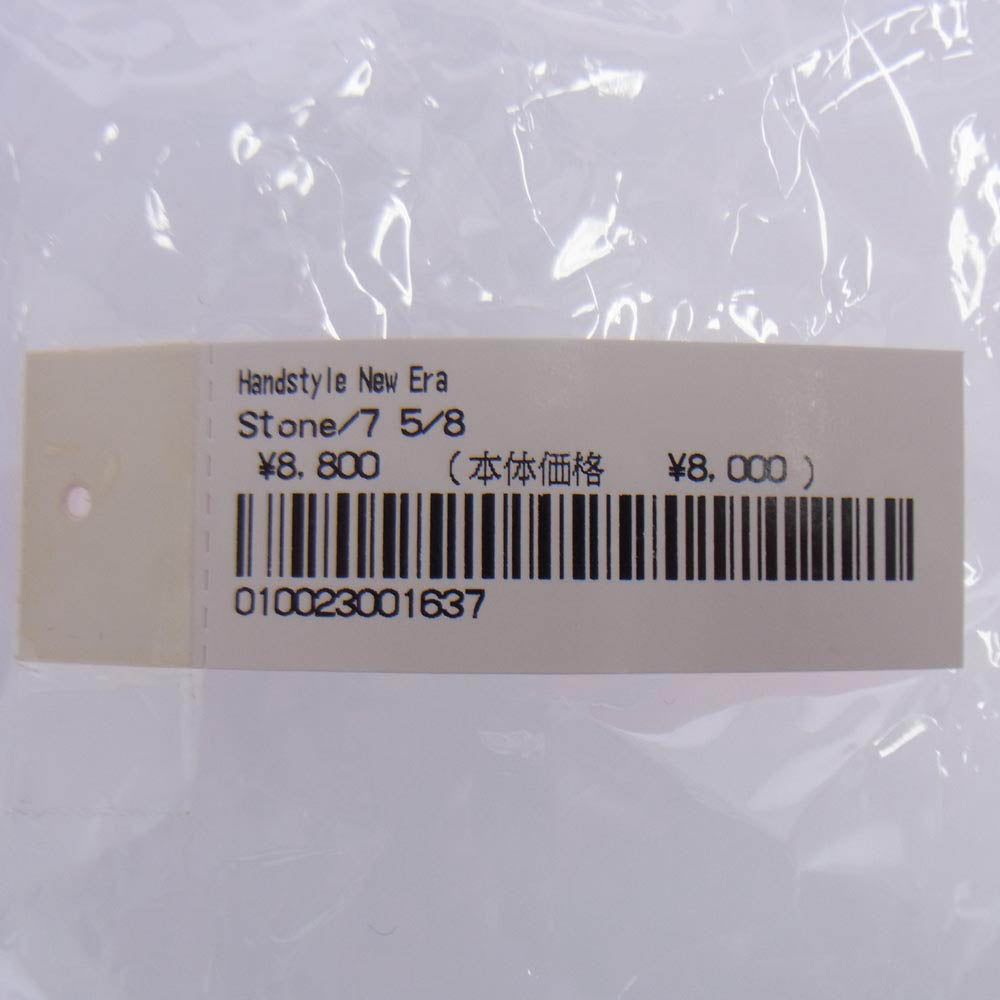 Handstyle New Era
Stone/7 5/8
¥8,800 (本体価格 ¥8,000)
010023001637